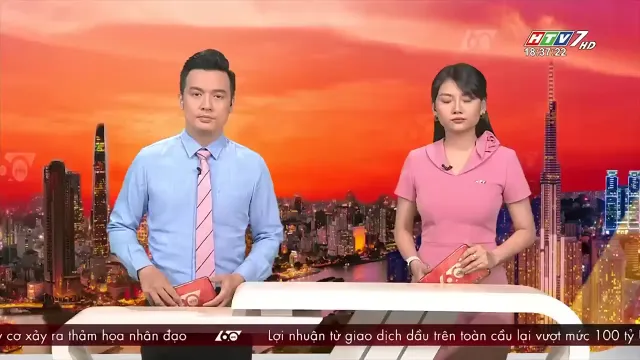 HTV7 HD
18:37:22
y cơ xảy ra thảm họa nhân đạo 60 Lợi nhuận từ giao dịch dầu trên toàn cầu lại vượt mức 100 tỷ